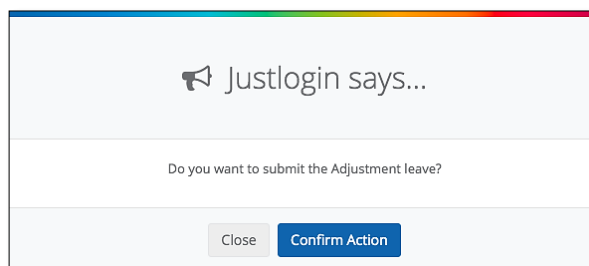 Justlogin says...
Do you want to submit the Adjustment leave?
Close Confirm Action